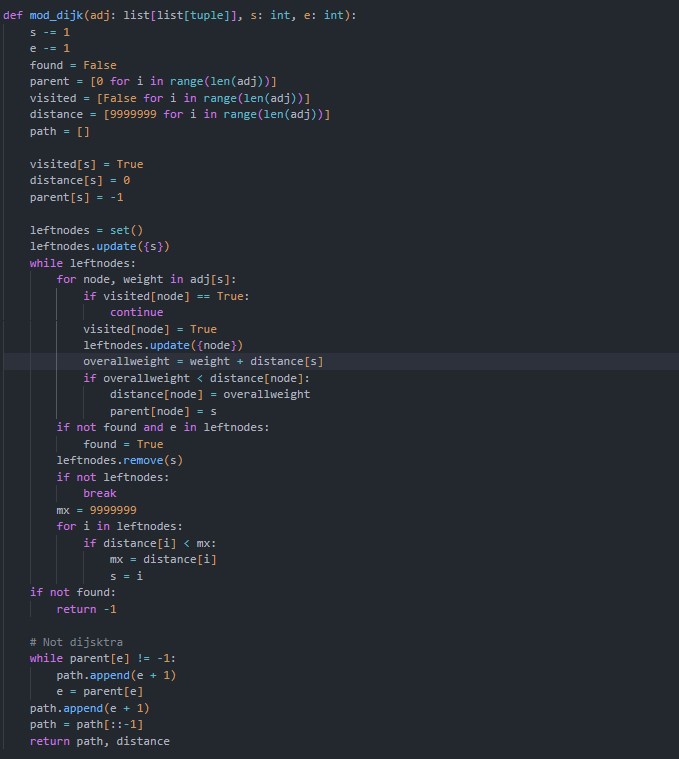 def mod_dijk(adj: list[list[tuple]], s: int, e: int):
    s -= 1
    e -= 1
    found = False
    parent = [0 for i in range(len(adj))]
    visited = [False for i in range(len(adj))]
    distance = [9999999 for i in range(len(adj))]
    path = []

    visited[s] = True
    distance[s] = 0
    parent[s] = -1

    leftnodes = set()
    leftnodes.update({s})
    while leftnodes:
        for node, weight in adj[s]:
            if visited[node] == True:
                continue
            visited[node] = True
            leftnodes.update({node})
            overallweight = weight + distance[s]
            if overallweight < distance[node]:
                distance[node] = overallweight
                parent[node] = s
        if not found and e in leftnodes:
            found = True
        leftnodes.remove(s)
        if not leftnodes:
            break
        mx = 9999999
        for i in leftnodes:
            if distance[i] < mx:
                mx = distance[i]
                s = i
    if not found:
        return -1

    # Not dijsktra
    while parent[e] != -1:
        path.append(e + 1)
        e = parent[e]
    path.append(e + 1)
    path = path[::-1]
    return path, distance